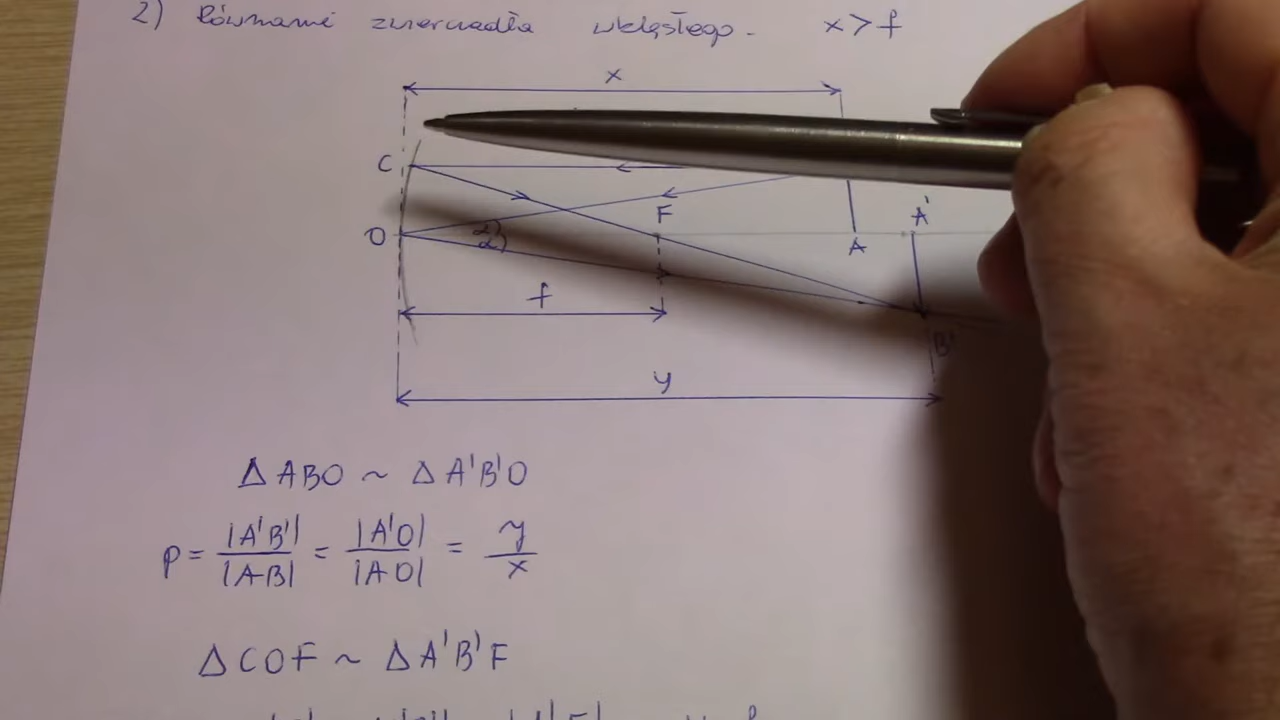 2) Równanie zwierciadła wklęsłego. x > f
x
C
F
A'
O
α
α
A
f
B'
y
Δ ABO ~ Δ A'B'O
p = |A'B'| / |AB| = |A'O| / |AO| = y / x
Δ COF ~ Δ A'B'F